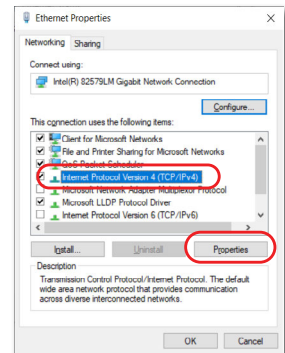 Ethernet Properties
Networking Sharing
Connect using:
Intel(R) 82579LM Gigabit Network Connection
Configure...
This connection uses the following items:
Client for Microsoft Networks
File and Printer Sharing for Microsoft Networks
QoS Packet Scheduler
Internet Protocol Version 4 (TCP/IPv4)
Microsoft Network Adapter Multiplexor Protocol
Microsoft LLDP Protocol Driver
Internet Protocol Version 6 (TCP/IPv6)
Install... Uninstall Properties
Description
Transmission Control Protocol/Internet Protocol. The default
wide area network protocol that provides communication
across diverse interconnected networks.
OK Cancel